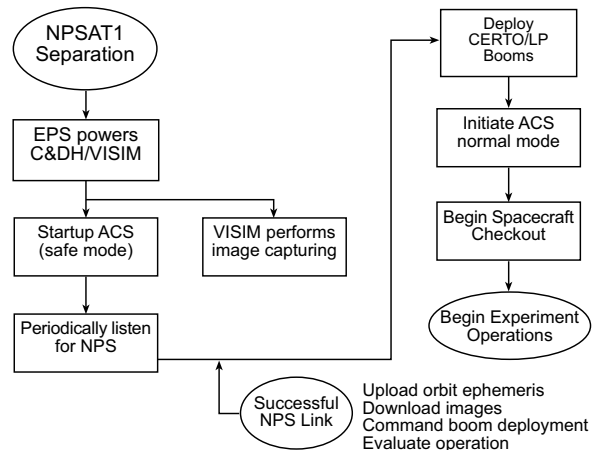 NPSAT1
Separation
EPS powers
C&DH/VISIM
Startup ACS
(safe mode)
VISIM performs
image capturing
Periodically listen
for NPS
Successful
NPS Link
Upload orbit ephemeris
Download images
Command boom deployment
Evaluate operation
Deploy
CERTO/LP
Booms
Initiate ACS
normal mode
Begin Spacecraft
Checkout
Begin Experiment
Operations